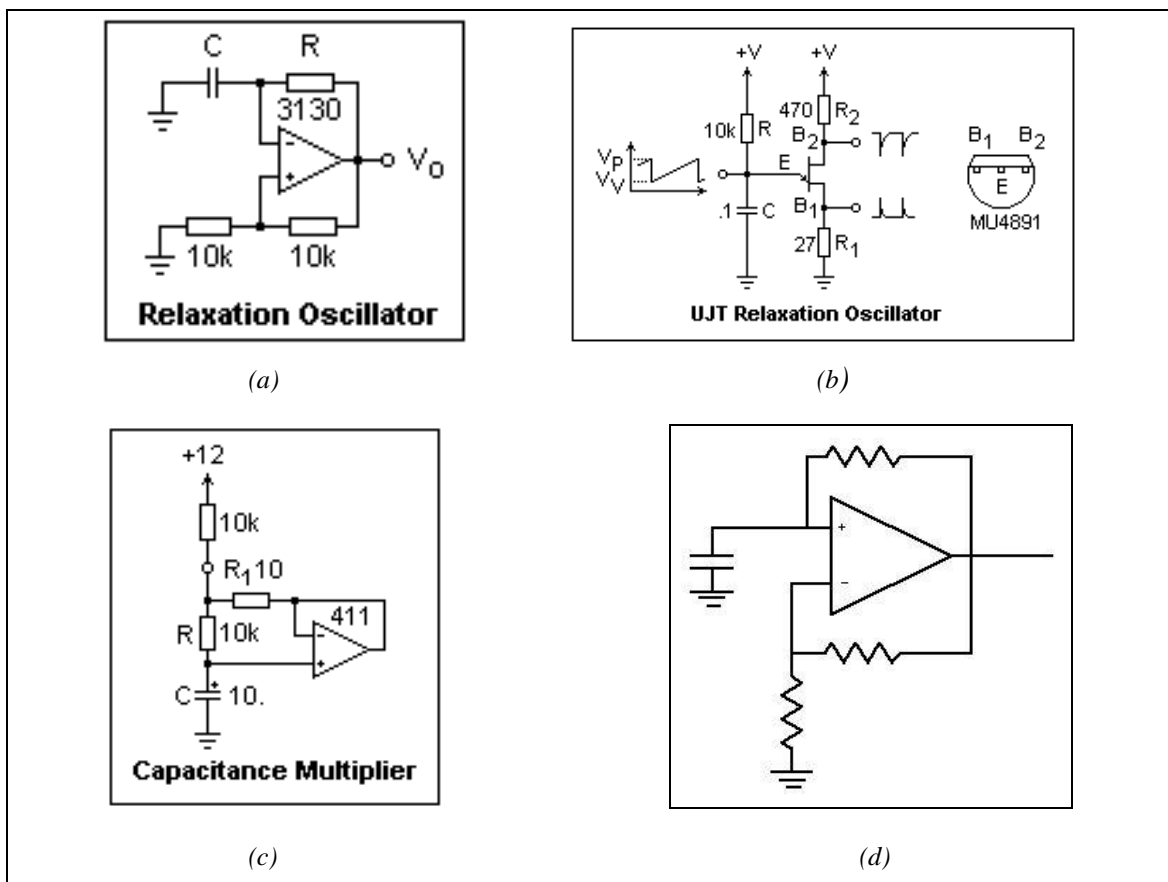 C
R
3130
-
+
Vo
10k
10k
Relaxation Oscillator
(a)
+V
+V
470 R2
10k R
B2
VP
VV
E
B1
.1 C
27 R1
UJT Relaxation Oscillator
B1 B2
E
MU4891
(b)
+12
10k
R1 10
411
R 10k
-
+
+
C 10.
Capacitance Multiplier
(c)
+
-
(d)